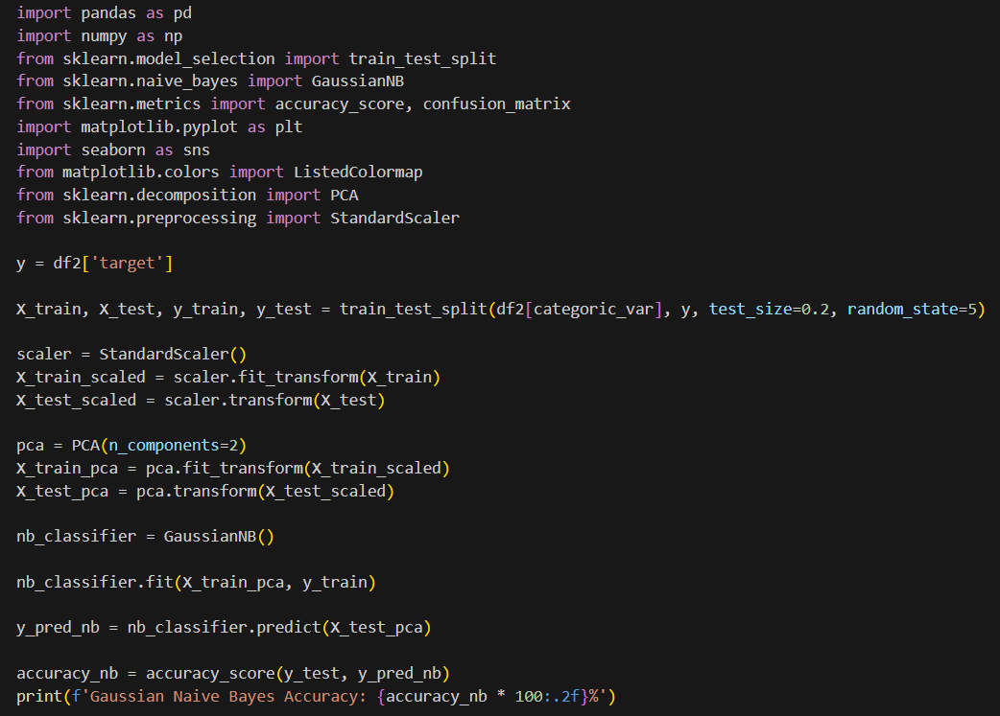 import pandas as pd
import numpy as np
from sklearn.model_selection import train_test_split
from sklearn.naive_bayes import GaussianNB
from sklearn.metrics import accuracy_score, confusion_matrix
import matplotlib.pyplot as plt
import seaborn as sns
from matplotlib.colors import ListedColormap
from sklearn.decomposition import PCA
from sklearn.preprocessing import StandardScaler

y = df2['target']

X_train, X_test, y_train, y_test = train_test_split(df2[categoric_var], y, test_size=0.2, random_state=5)

scaler = StandardScaler()
X_train_scaled = scaler.fit_transform(X_train)
X_test_scaled = scaler.transform(X_test)

pca = PCA(n_components=2)
X_train_pca = pca.fit_transform(X_train_scaled)
X_test_pca = pca.transform(X_test_scaled)

nb_classifier = GaussianNB()

nb_classifier.fit(X_train_pca, y_train)

y_pred_nb = nb_classifier.predict(X_test_pca)

accuracy_nb = accuracy_score(y_test, y_pred_nb)
print(f'Gaussian Naive Bayes Accuracy: {accuracy_nb * 100:.2f}%')